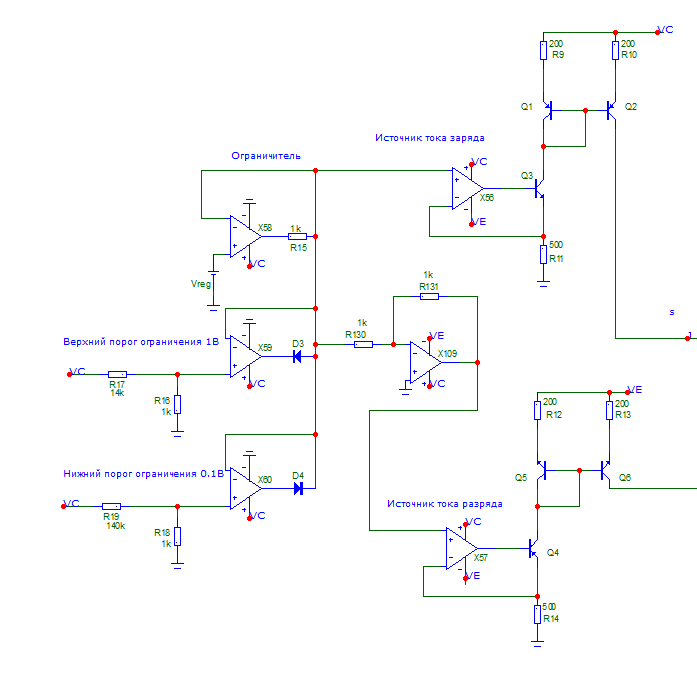 VC
200
R9
200
R10
Q1
Q2
Источник тока заряда
Ограничитель
VC
Q3
X56
VE
X58
1k
R15
VC
500
R11
Vreg
1k
R131
s
Верхний порог ограничения 1В
X59
D3
1k
R130
VE
X109
J
VC
R17
14k
VC
VC
R16
1k
VE
200
R12
200
R13
Нижний порог ограничения 0.1В
X60
D4
Q5
Q6
VC
R19
140k
VC
Источник тока разряда
R18
1k
VC
X57
Q4
VE
500
R14